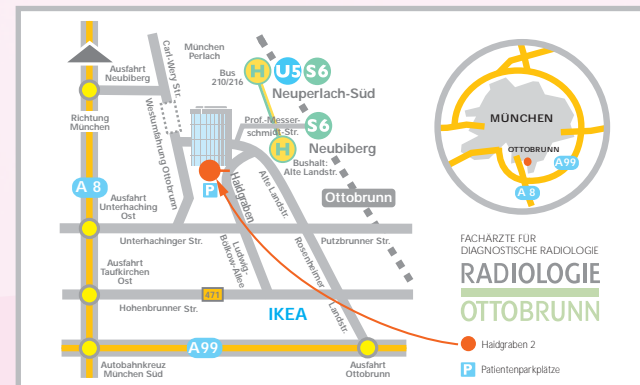 Ausfahrt
Neubiberg
Carl-Wery Str.
München
Perlach
Bus
210/216
H
U5
S6
Neuperlach-Süd
Richtung
München
Westumfahrung Ottobrunn
Prof.-Messer-
schmidt-Str.
S6
Neubiberg
H
Bushalt:
Alte Landstr.
A 8
P
Haidgraben
Alte Landstr.
Ottobrunn
Ausfahrt
Unterhaching
Ost
Unterhachinger Str.
Ludwig-
Bölkow-Allee
Rosenheimer
Landstr.
Putzbrunner Str.
Ausfahrt
Taufkirchen
Ost
471
Hohenbrunner Str.
IKEA
A99
Autobahnkreuz
München Süd
Ausfahrt
Ottobrunn
MÜNCHEN
OTTOBRUNN
A99
A 8
FACHÄRZTE FÜR
DIAGNOSTISCHE RADIOLOGIE
RADIOLOGIE
OTTOBRUNN
Haidgraben 2
P Patientenparkplätze